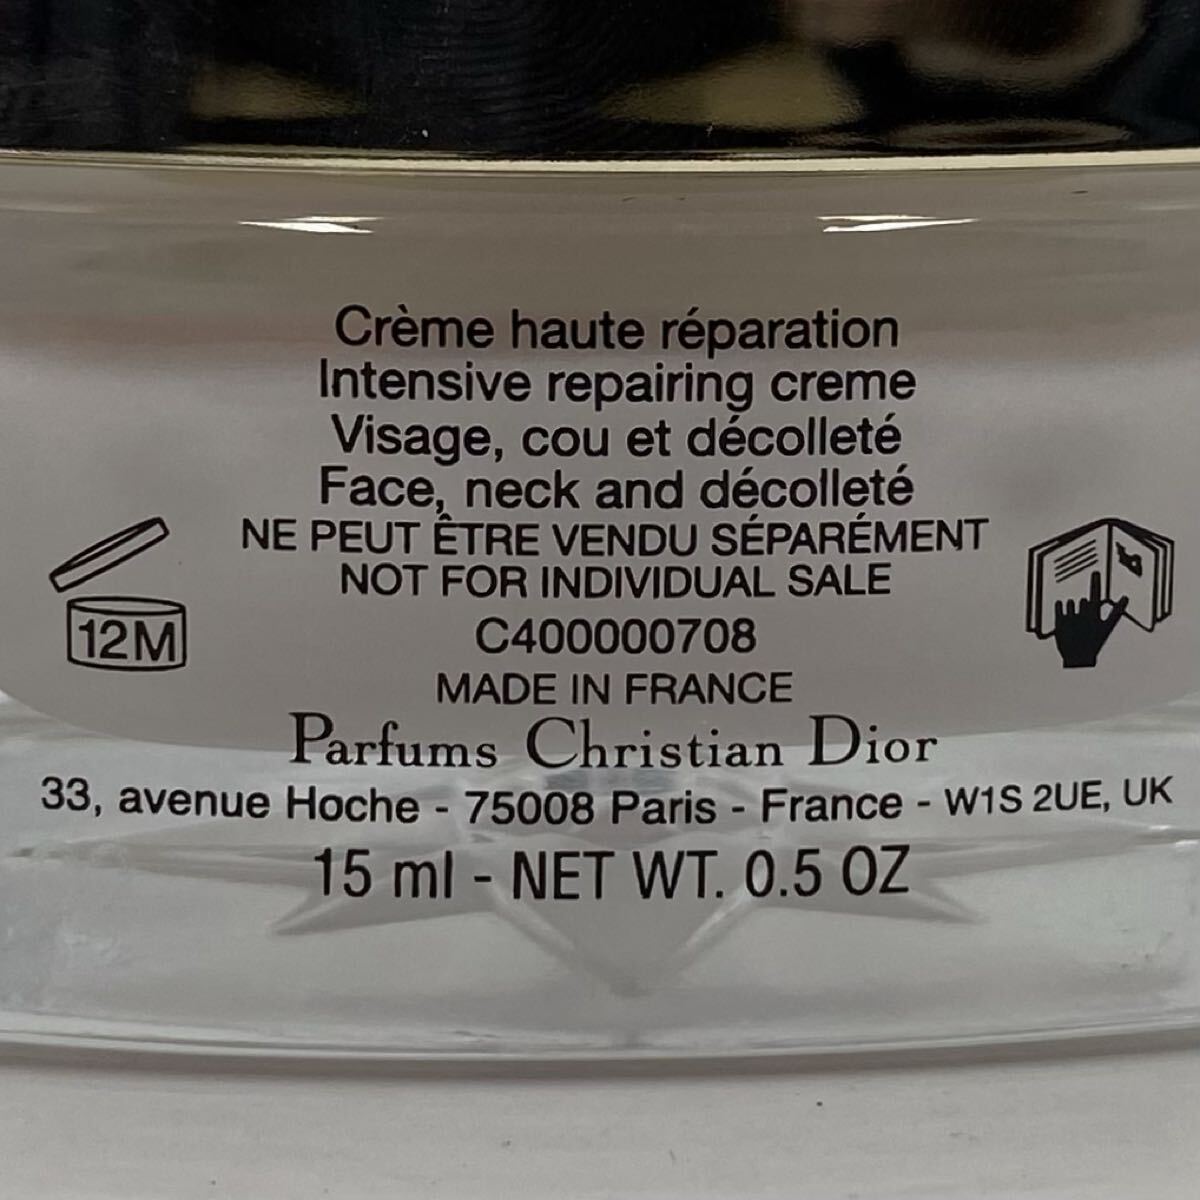 Crème haute réparation
Intensive repairing creme
Visage, cou et décolleté
Face, neck and décolleté
NE PEUT ÊTRE VENDU SÉPARÉMENT
NOT FOR INDIVIDUAL SALE
12M
C400000708
MADE IN FRANCE
Parfums Christian Dior
33, avenue Hoche - 75008 Paris - France - W1S 2UE, UK
15 ml - NET WT. 0.5 OZ